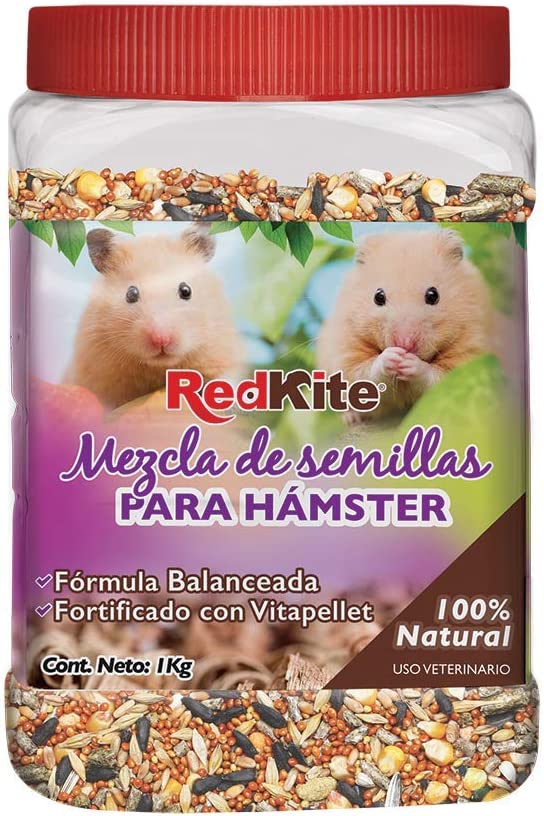 RedKite®
Mezcla de semillas
PARA HÁMSTER
Fórmula Balanceada
Fortificado con Vitapellet
100%
Natural
Cont. Neto: 1Kg
USO VETERINARIO